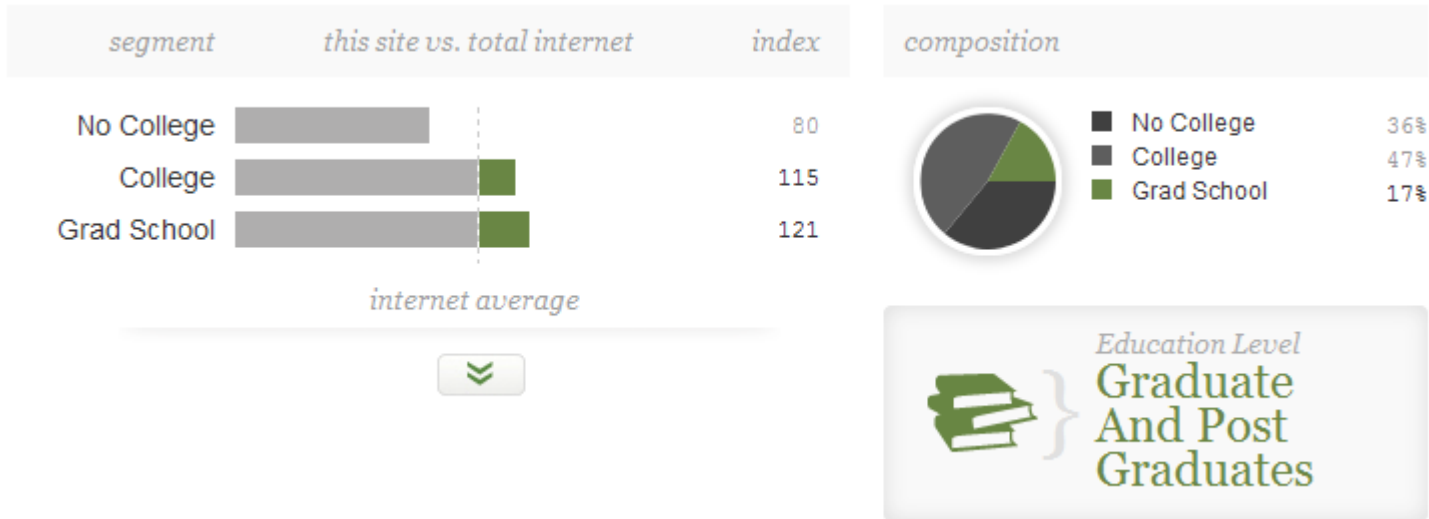 segment this site vs. total internet index
No College 80
College 115
Grad School 121
internet average
composition
No College 36%
College 47%
Grad School 17%
Education Level
Graduate
And Post
Graduates